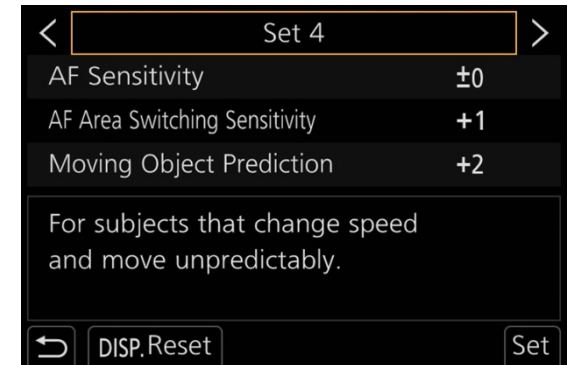 Set 4
AF Sensitivity ±0
AF Area Switching Sensitivity +1
Moving Object Prediction +2
For subjects that change speed
and move unpredictably.
DISP. Reset Set